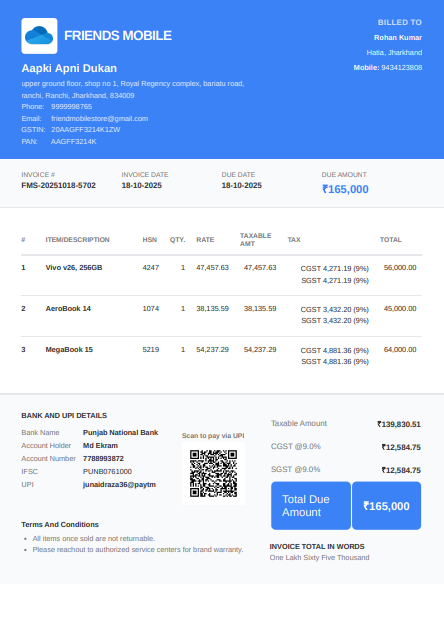 FRIENDS MOBILE
Aapki Apni Dukan
upper ground floor, shop no 1, Royal Regency complex, bariatu road,
ranchi, Ranchi, Jharkhand, 834009
Phone: 9999998765
Email: friendmobilestore@gmail.com
GSTIN: 20AAGFF3214K1ZW
PAN: AAGFF3214K
BILLED TO
Rohan Kumar
Hatia, Jharkhand
Mobile: 9434123808
INVOICE # INVOICE DATE DUE DATE DUE AMOUNT
FMS-20251018-5702 18-10-2025 18-10-2025 ₹165,000
# ITEM/DESCRIPTION HSN QTY. RATE TAXABLE AMT TAX TOTAL
1 Vivo v26, 256GB 4247 1 47,457.63 47,457.63 CGST 4,271.19 (9%) 56,000.00
SGST 4,271.19 (9%)
2 AeroBook 14 1074 1 38,135.59 38,135.59 CGST 3,432.20 (9%) 45,000.00
SGST 3,432.20 (9%)
3 MegaBook 15 5219 1 54,237.29 54,237.29 CGST 4,881.36 (9%) 64,000.00
SGST 4,881.36 (9%)
BANK AND UPI DETAILS
Bank Name Punjab National Bank
Account Holder Md Ekram
Account Number 7788993872
IFSC PUNB0761000
UPI junaidraza36@paytm
Scan to pay via UPI
Terms And Conditions
• All items once sold are not returnable.
• Please reachout to authorized service centers for brand warranty.
Taxable Amount ₹139,830.51
CGST @9.0% ₹12,584.75
SGST @9.0% ₹12,584.75
Total Due Amount ₹165,000
INVOICE TOTAL IN WORDS
One Lakh Sixty Five Thousand